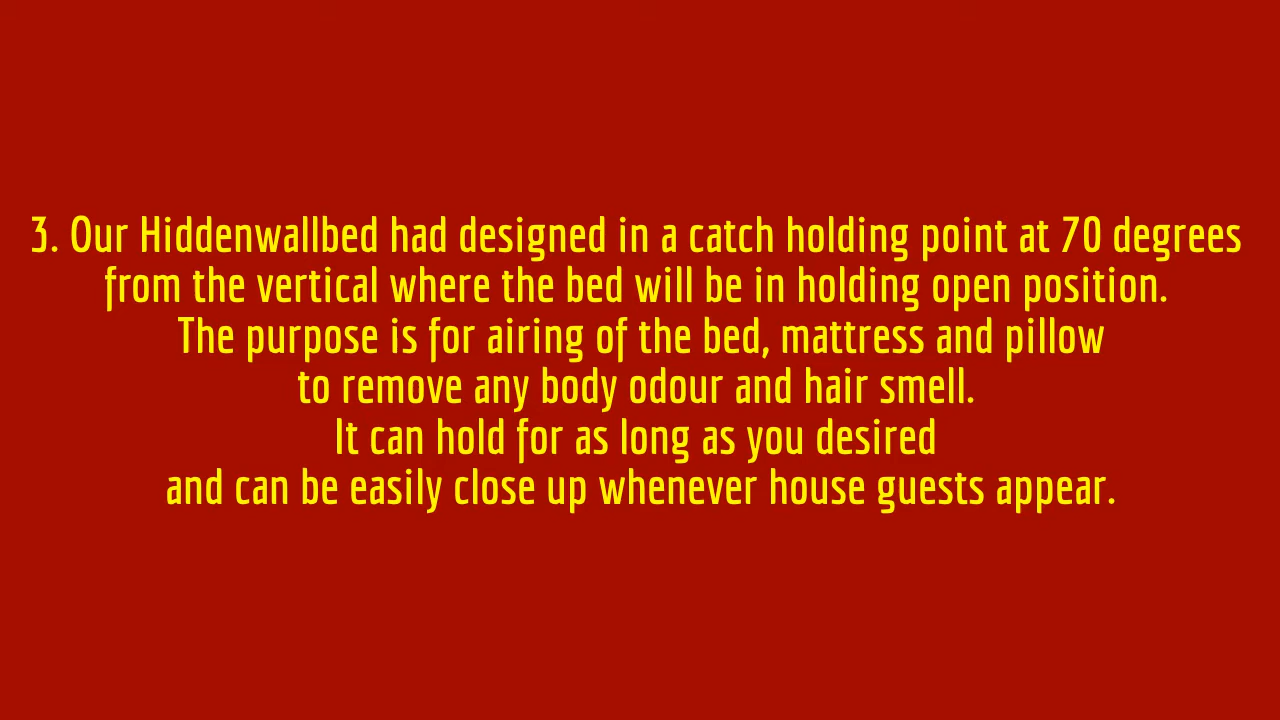 3. Our Hiddenwallbed had designed in a catch holding point at 70 degrees
from the vertical where the bed will be in holding open position.
The purpose is for airing of the bed, mattress and pillow
to remove any body odour and hair smell.
It can hold for as long as you desired
and can be easily close up whenever house guests appear.